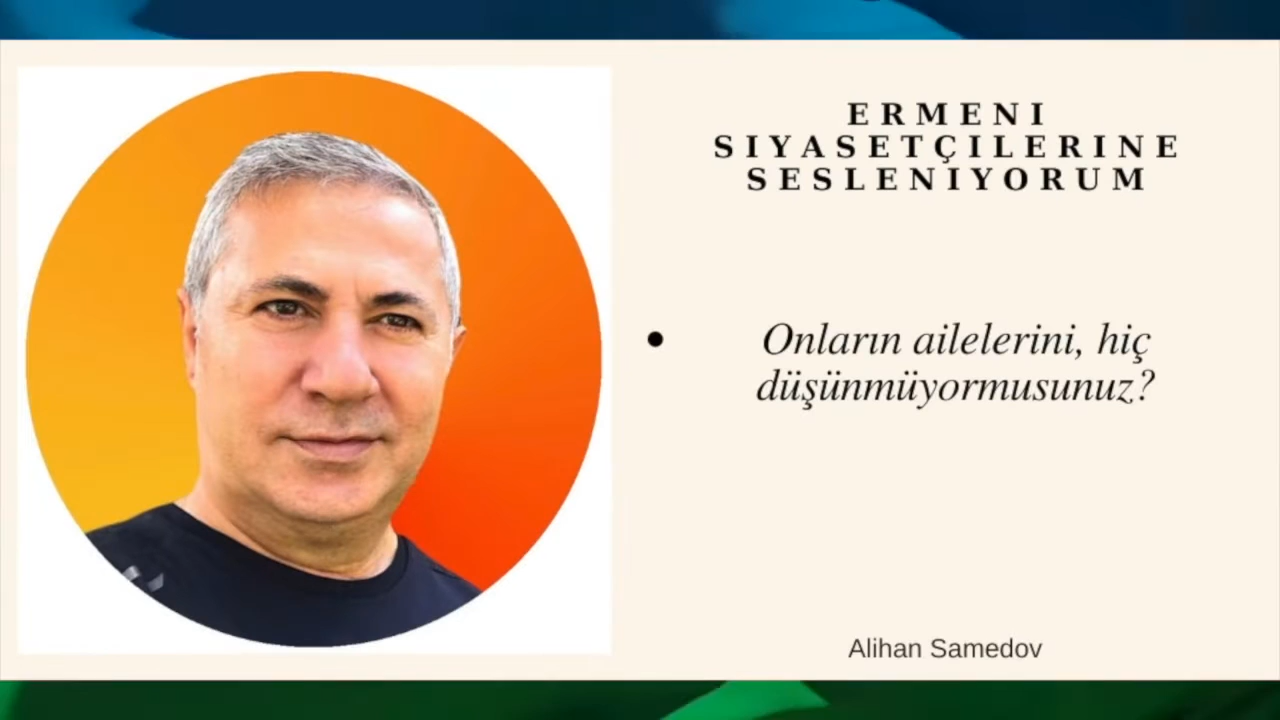 ERMENI
SIYASETÇILERINE
SESLENIYORUM
• Onların ailelerini, hiç
düşünmüyormusunuz?
Alihan Samedov